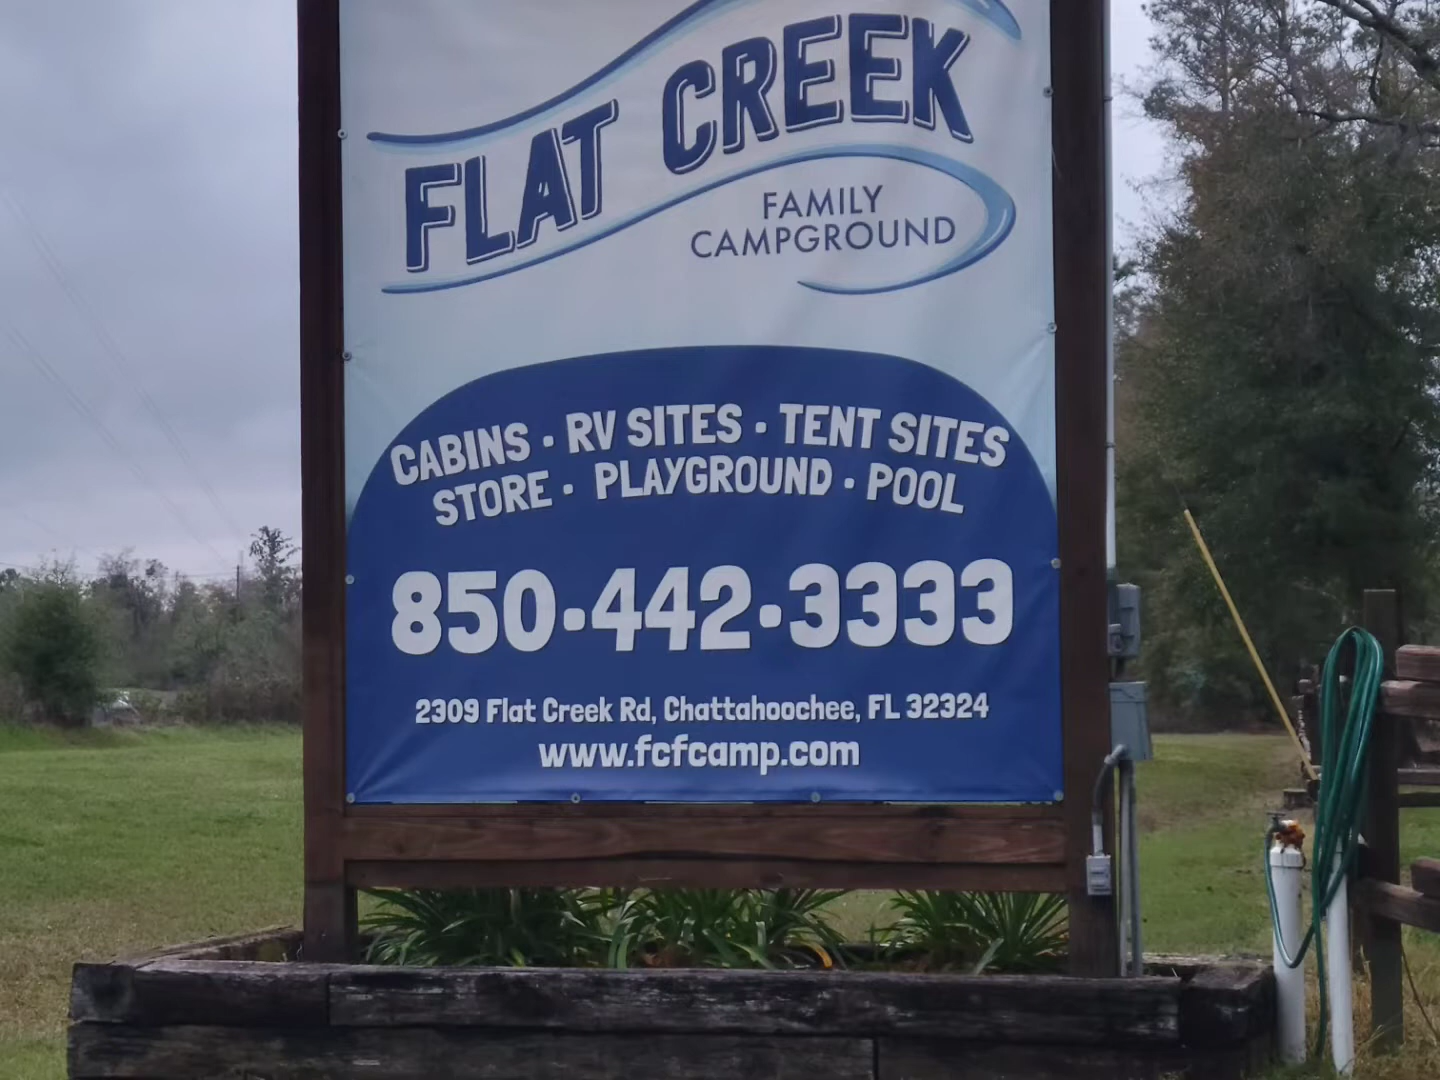 FLAT CREEK
FAMILY
CAMPGROUND
CABINS · RV SITES · TENT SITES
STORE · PLAYGROUND · POOL
850·442·3333
2309 Flat Creek Rd, Chattahoochee, FL 32324
www.fcfcamp.com